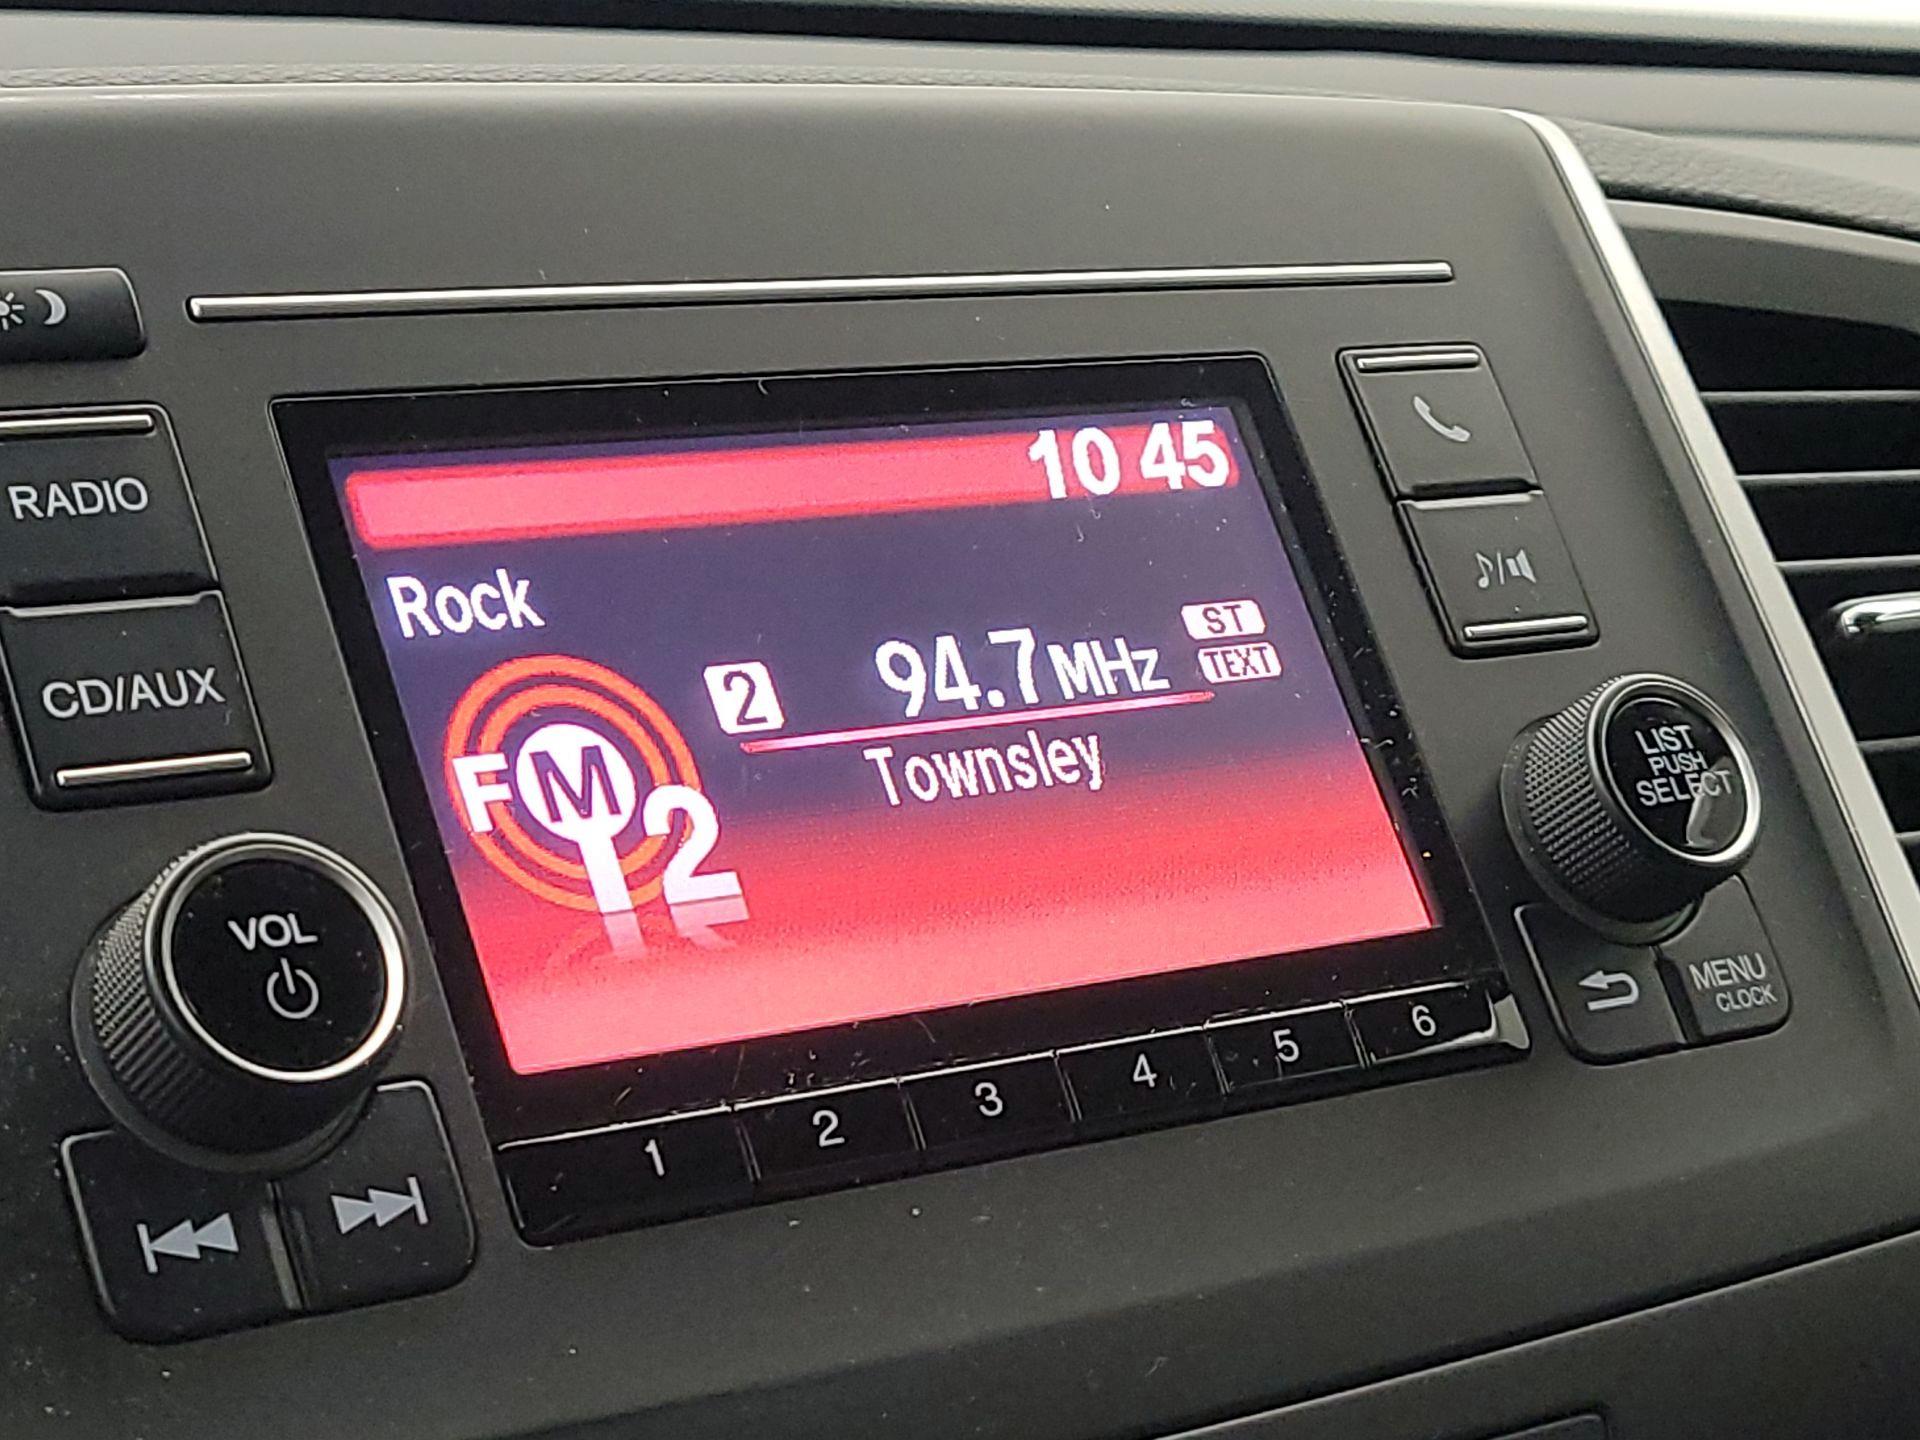 10 45
RADIO
Rock
ST
2 94.7 MHz
TEXT
CD/AUX
Townsley
FM 2
LIST
PUSH
SELECT
VOL
MENU
CLOCK
1 2 3 4 5 6